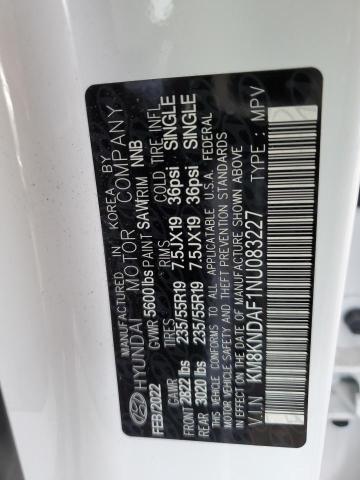 MANUFACTURED IN KOREA BY
HYUNDAI MOTOR COMPANY
FEB/2022 GVWR 5600lbs PAINT SAW TRIM NNB
GAWR TIRES RIMS COLD TIRE INFL
FRONT 2822 lbs 235/55R19 7.5JX19 36psi SINGLE
REAR 3020 lbs 235/55R19 7.5JX19 36psi SINGLE
THIS VEHICLE CONFORMS TO ALL APPLICABLE U.S.A. FEDERAL
MOTOR VEHICLE SAFETY AND THEFT PREVENTION STANDARDS
IN EFFECT ON THE DATE OF MANUFACTURE SHOWN ABOVE.
V.I.N : KM8KNDAF1NU083227 TYPE : MPV